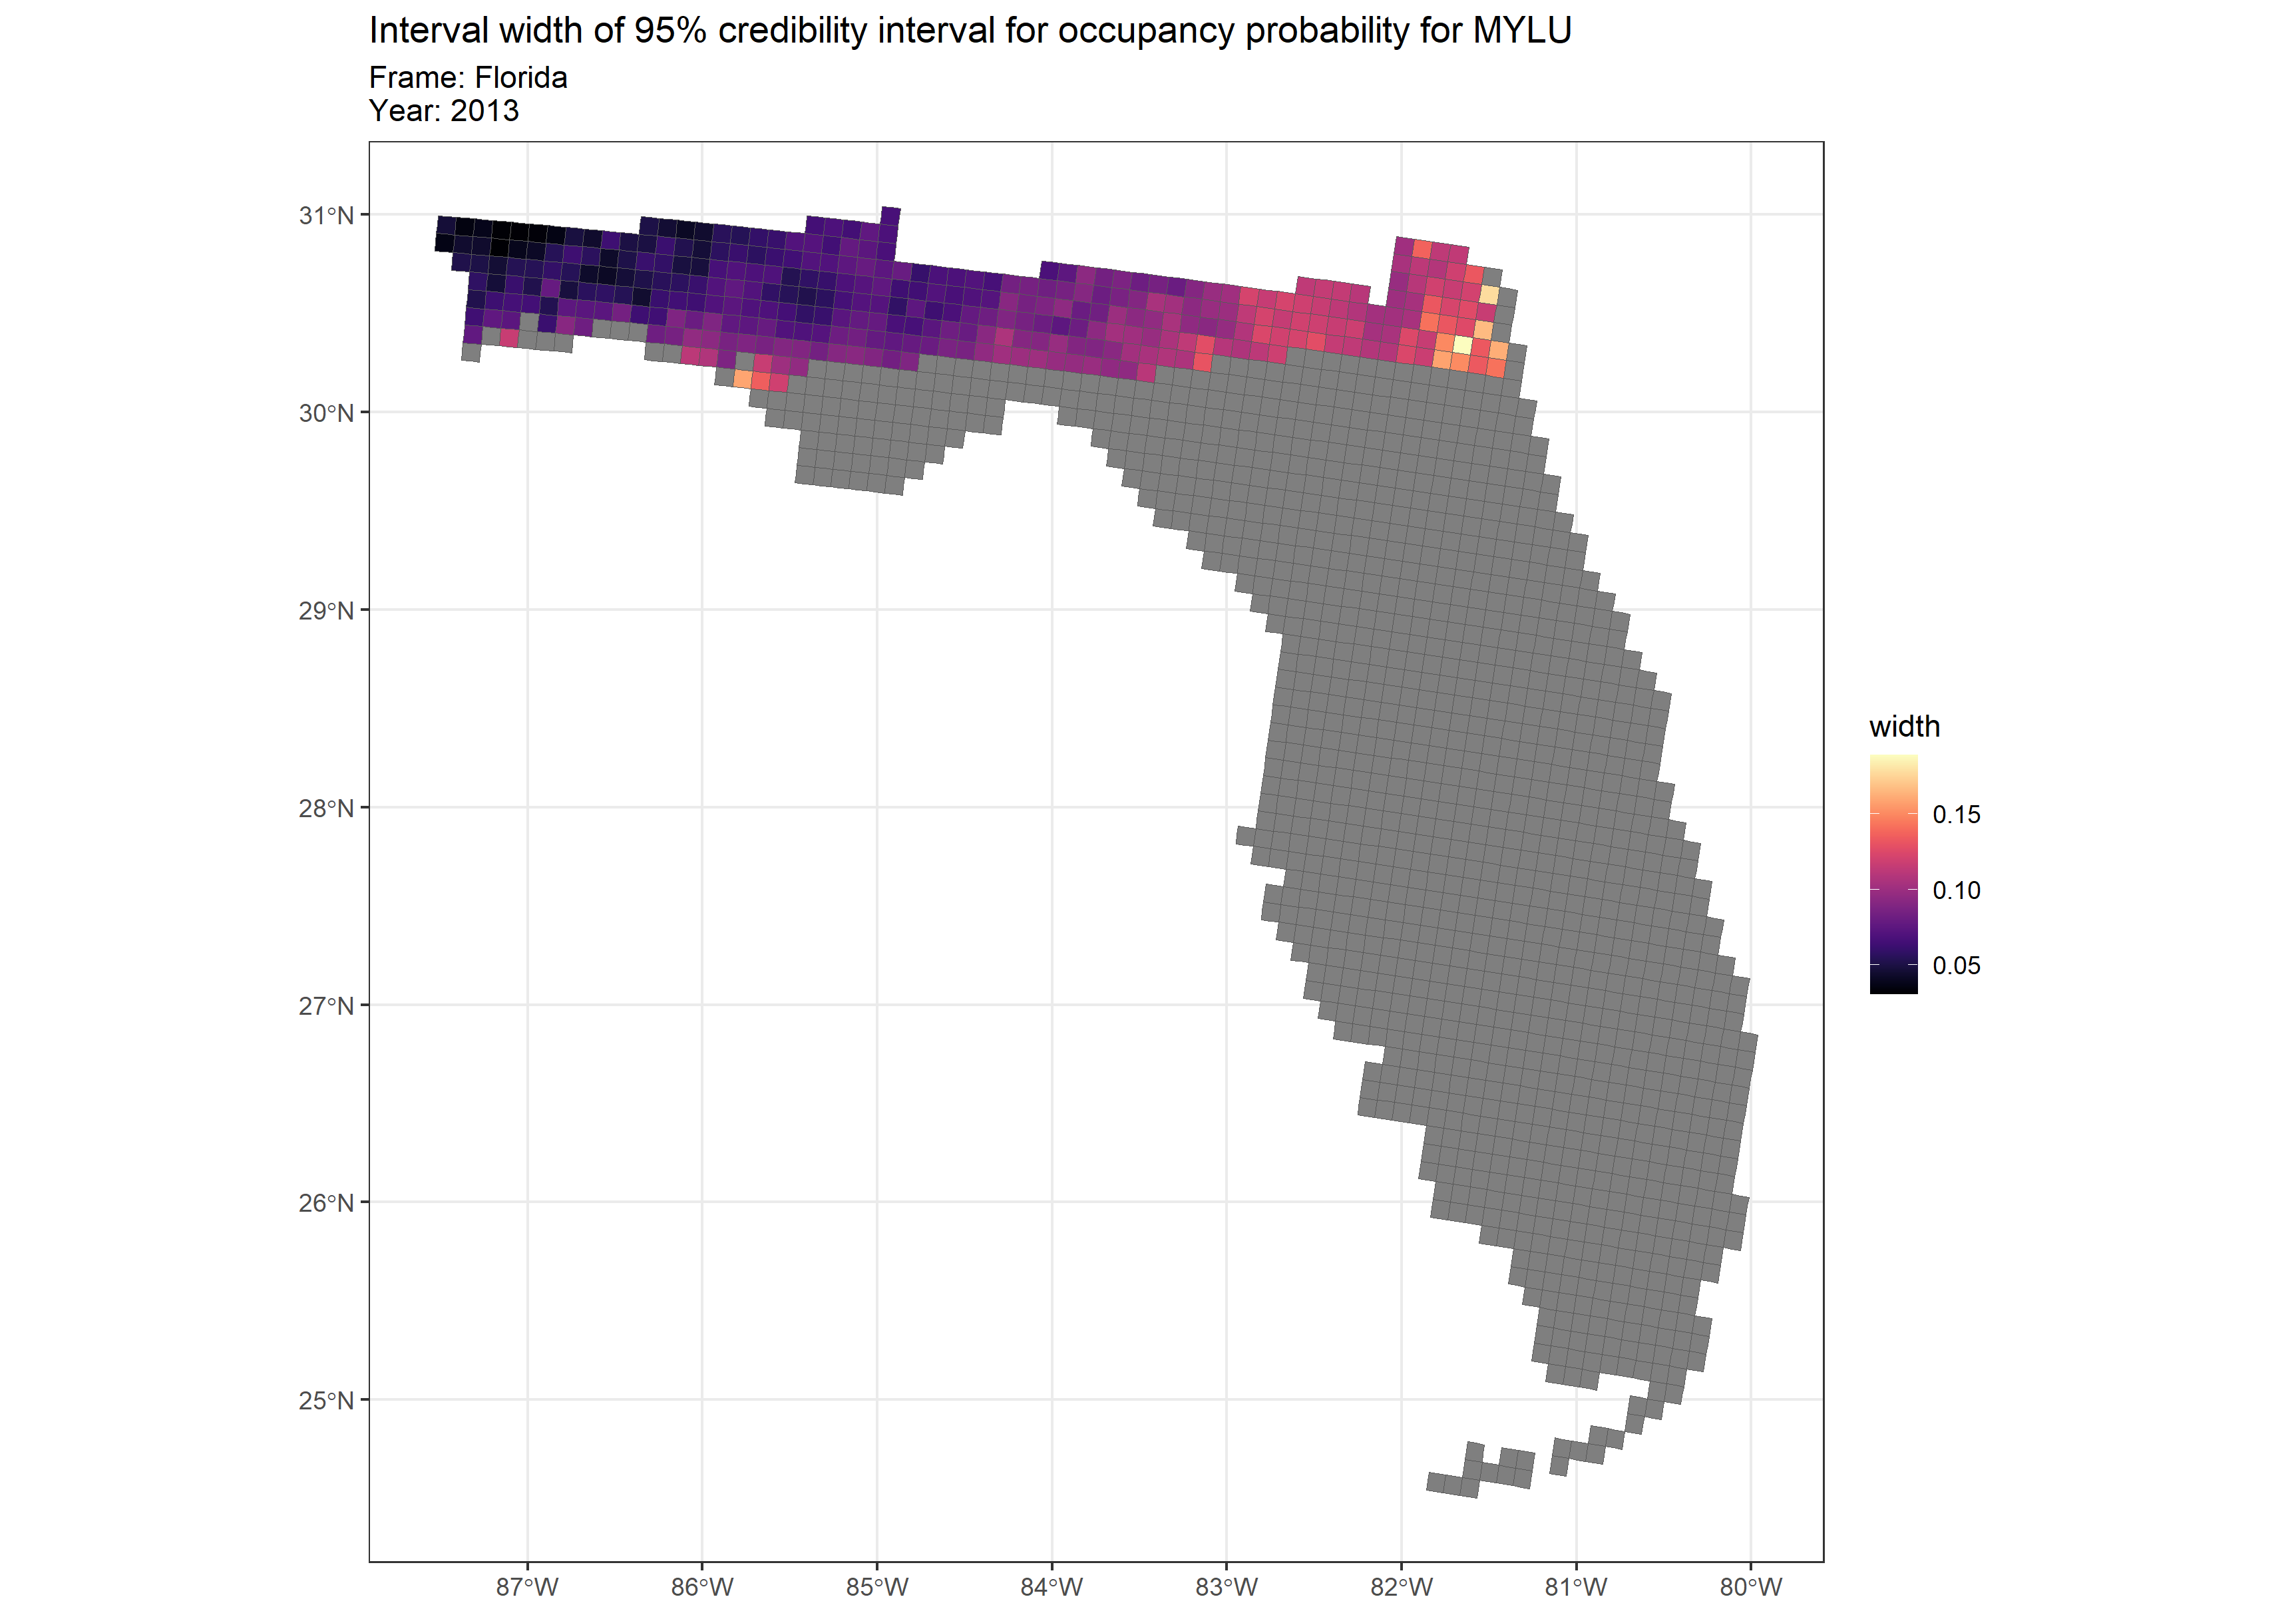 Interval width of 95% credibility interval for occupancy probability for MYLU
Frame: Florida
Year: 2013
31°N
30°N
29°N
28°N
27°N
26°N
25°N
87°W
86°W
85°W
84°W
83°W
82°W
81°W
80°W
width
0.15
0.10
0.05